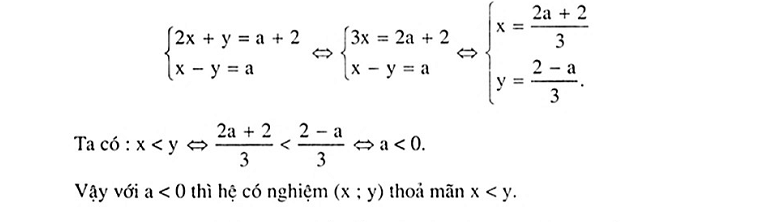 {2x + y = a + 2 ⇔ {3x = 2a + 2 ⇔ {x = (2a + 2)/3
{x − y = a {x − y = a {y = (2 − a)/3.
Ta có : x < y ⇔ (2a + 2)/3 < (2 − a)/3 ⇔ a < 0.
Vậy với a < 0 thì hệ có nghiệm (x ; y) thoả mãn x < y.